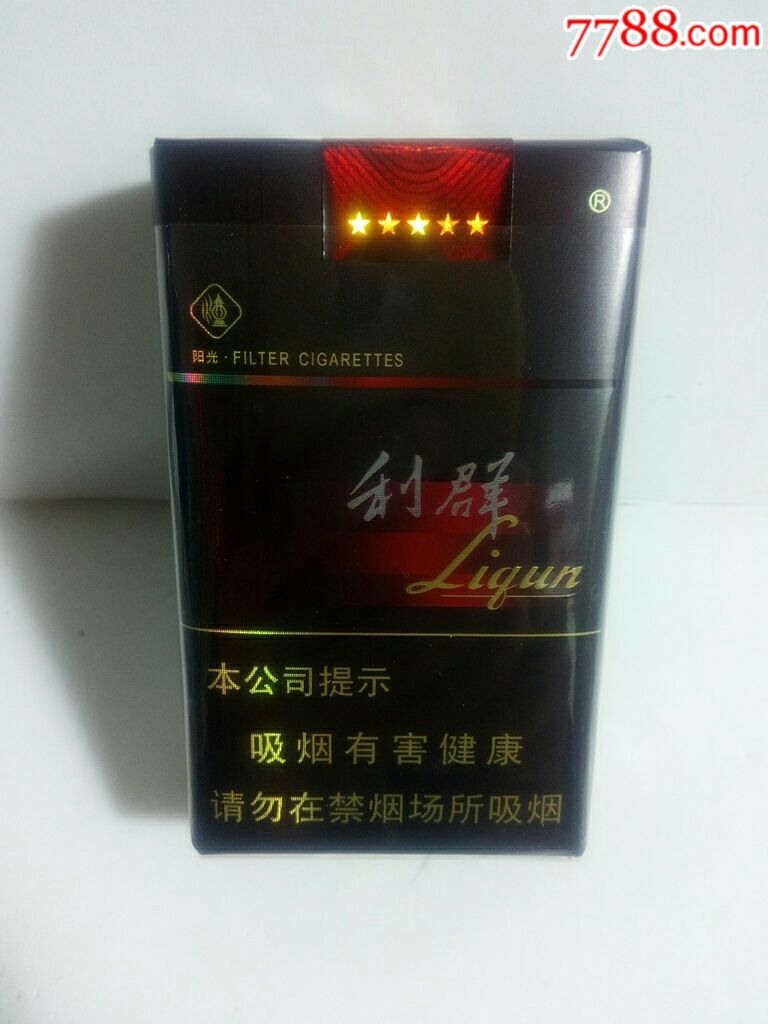 7788.com
®
阳光·FILTER CIGARETTES
利群
Liqun
本公司提示
吸烟有害健康
请勿在禁烟场所吸烟